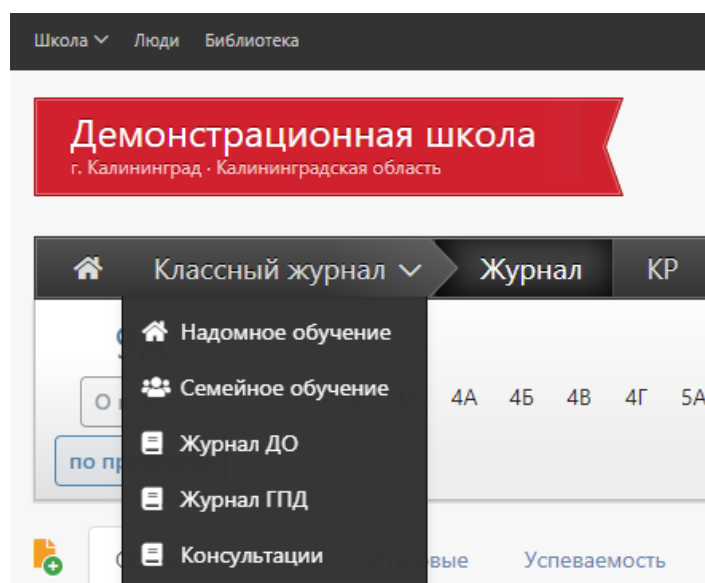 Школа Люди Библиотека
Демонстрационная школа
г. Калининград · Калининградская область
Классный журнал Журнал КР
Надомное обучение
Семейное обучение
4А 4Б 4В 4Г 5А
Журнал ДО
по
Журнал ГПД
Консультации
Успеваемость